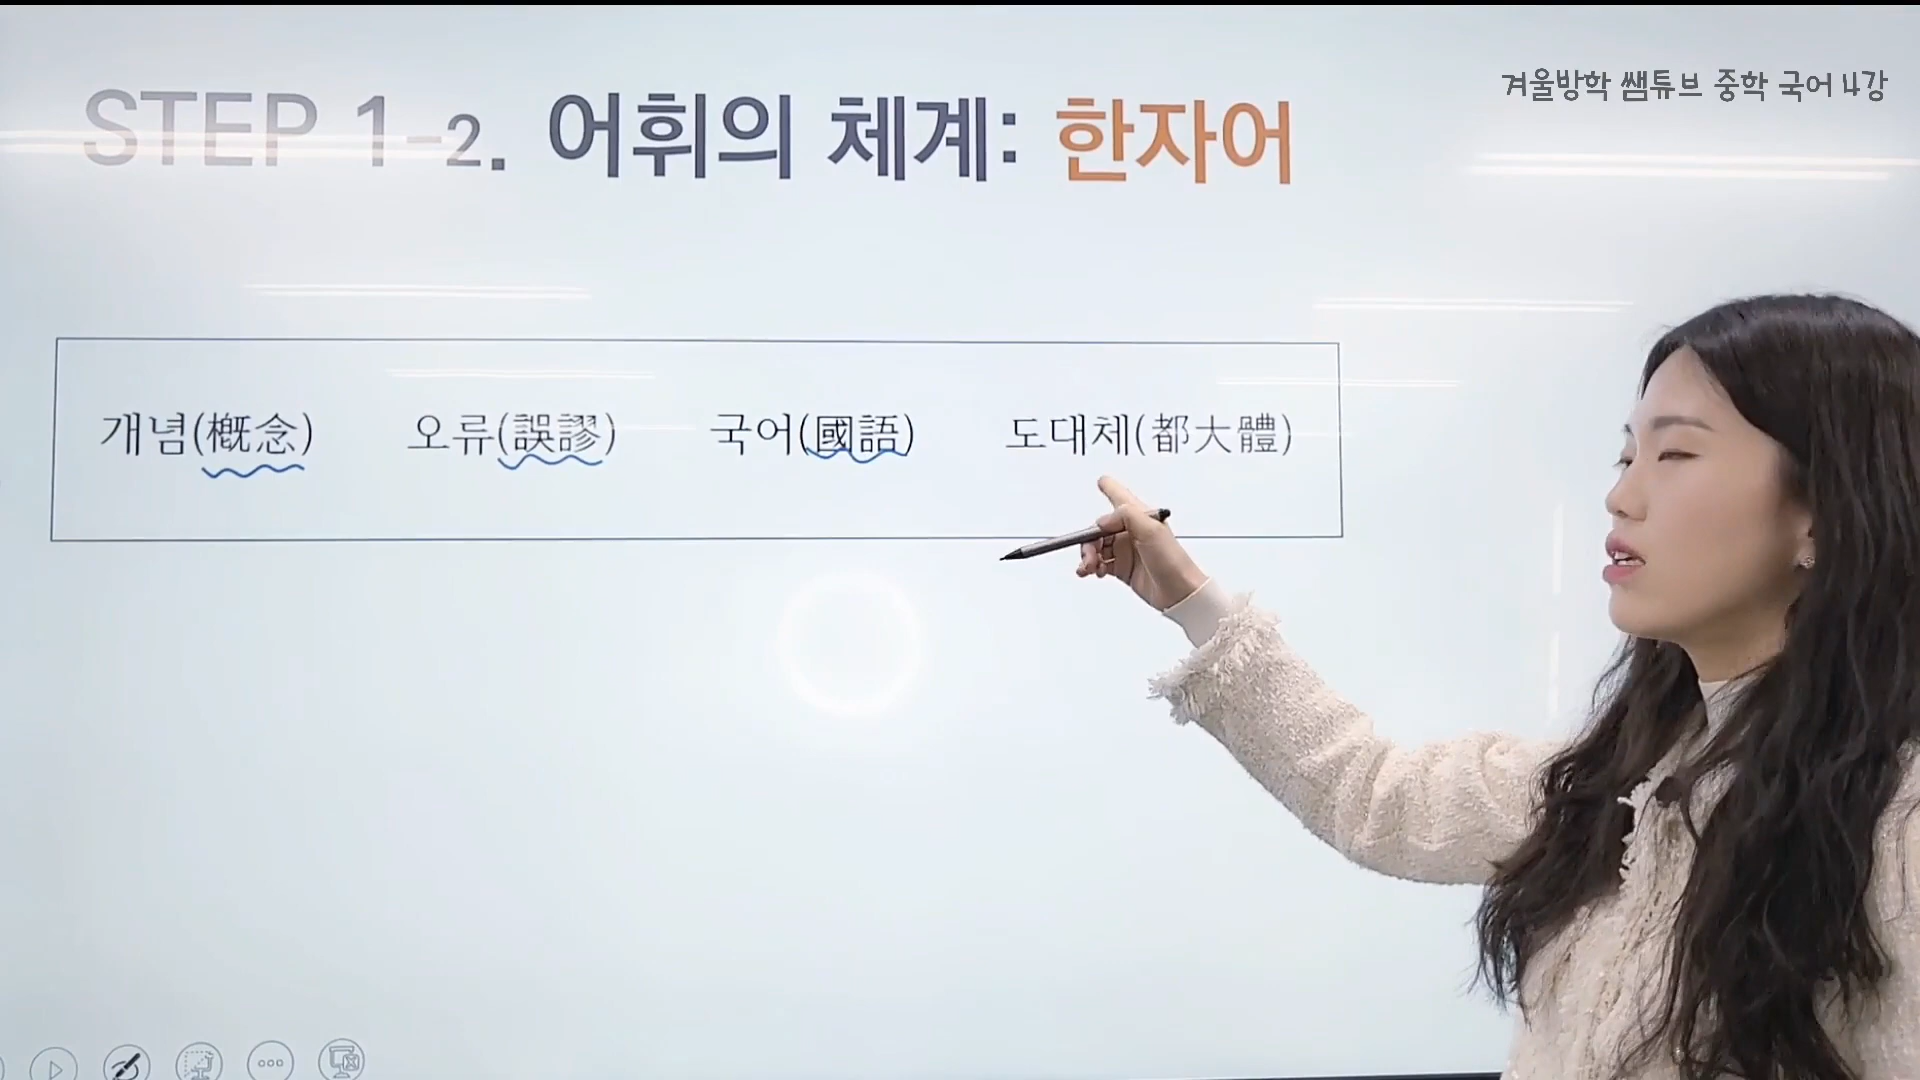 겨울방학 쌤튜브 중학 국어 4강
STEP 1-2. 어휘의 체계: 한자어
개념(槪念) 오류(誤謬) 국어(國語) 도대체(都大體)